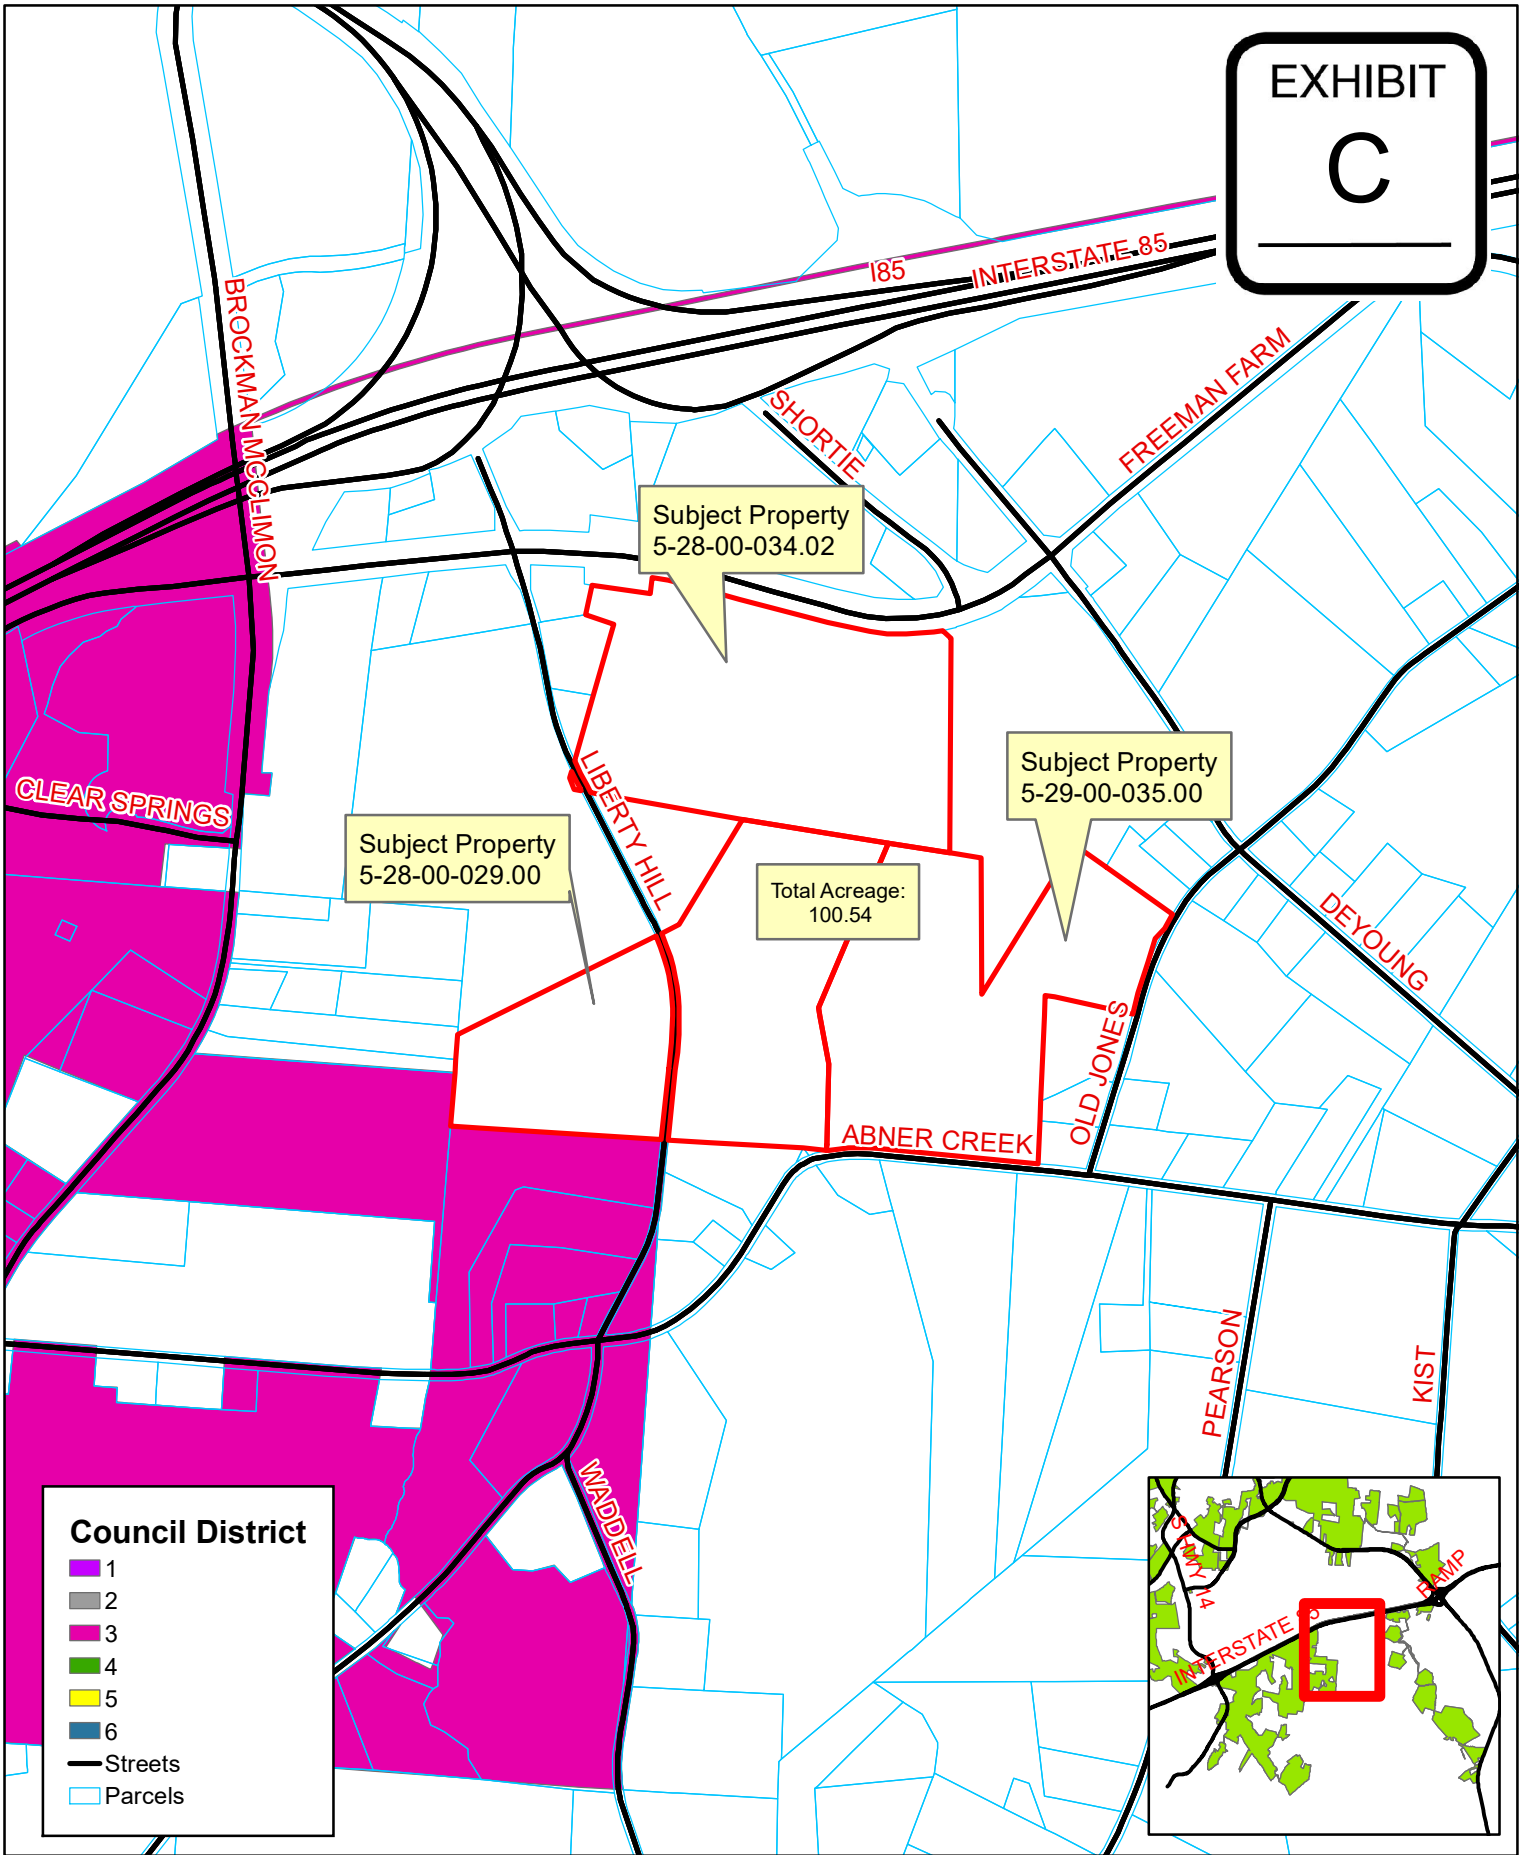 EXHIBIT
C
I85
INTERSTATE 85
BROCKMAN MCCLIMON
FREEMAN FARM
SHORTIE
Subject Property
5-28-00-034.02
Subject Property
5-29-00-035.00
CLEAR SPRINGS
LIBERTY HILL
Subject Property
5-28-00-029.00
Total Acreage:
100.54
DEYOUNG
OLD JONES
ABNER CREEK
PEARSON
KIST
WADDELL
Council District
1
2
3
4
5
6
Streets
Parcels
S HWY 14
RAMP
INTERSTATE 85